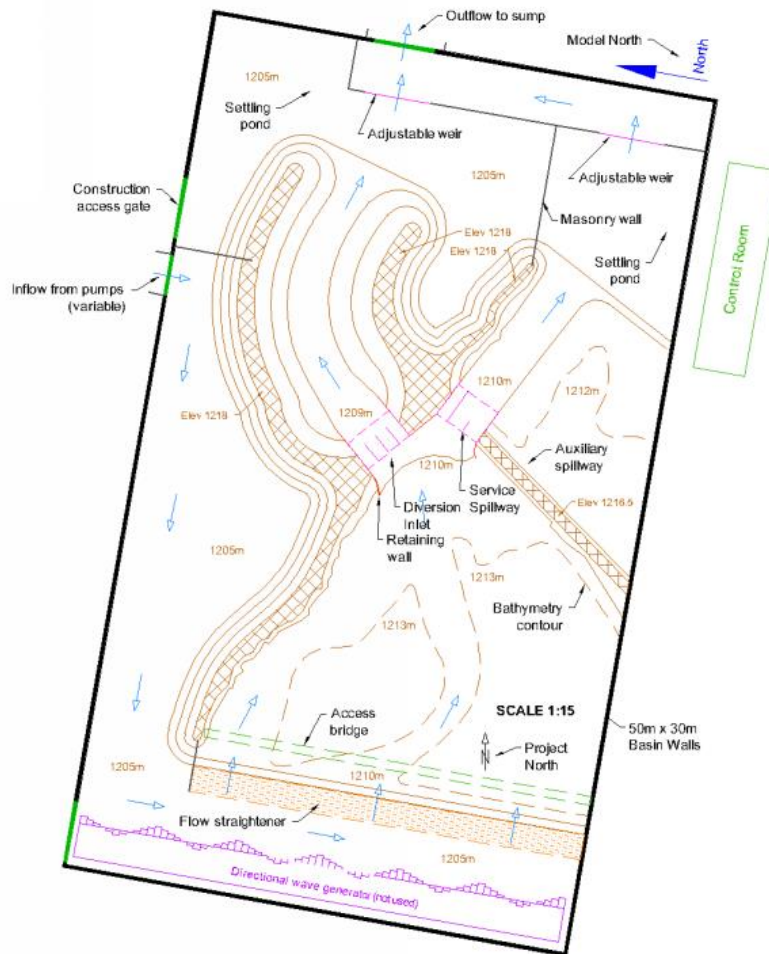 Outflow to sump
Model North
North
1205m
Settling
pond
Adjustable weir
1205m
Adjustable weir
Construction
access gate
Masonry wall
Elev 1218
Elev 1218
Settling
pond
Control Room
Inflow from pumps
(variable)
1210m
1212m
Elev 1218
1209m
Auxiliary
spillway
1210m
Elev 1216.5
Service
Spillway
Diversion
Inlet
Retaining
wall
1205m
1213m
Bathymetry
contour
1213m
SCALE 1:15
Access
bridge
50m x 30m
Basin Walls
Project
North
N
1205m
1210m
Flow straightener
1205m
Directional wave generator (not used)